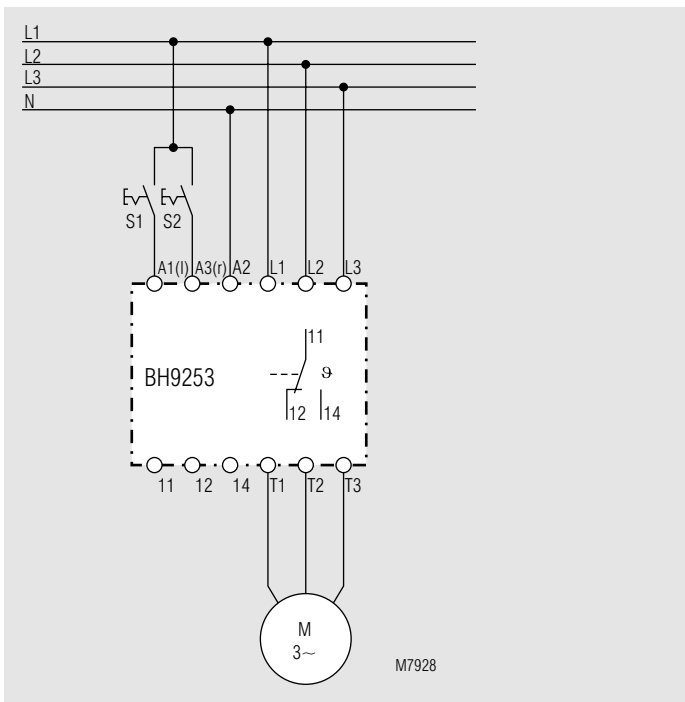 L1
L2
L3
N
S1 S2
A1(l) A3(r) A2 L1 L2 L3
11
BH9253 ϑ
12 14
11 12 14 T1 T2 T3
M
3~
M7928